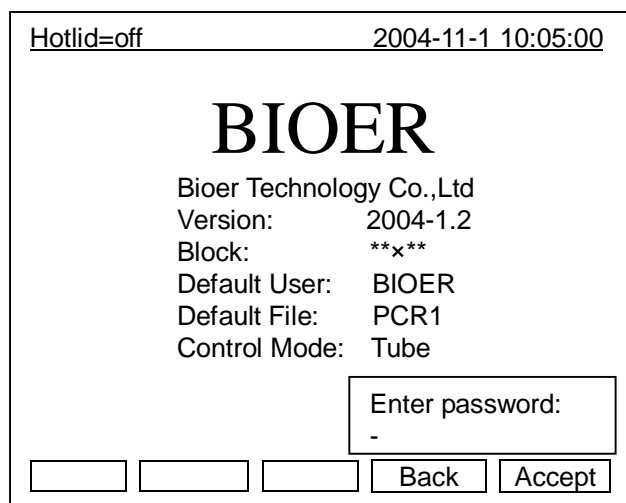 Hotlid=off 2004-11-1 10:05:00
BIOER
Bioer Technology Co.,Ltd
Version: 2004-1.2
Block: **×**
Default User: BIOER
Default File: PCR1
Control Mode: Tube
Enter password:
-
Back Accept